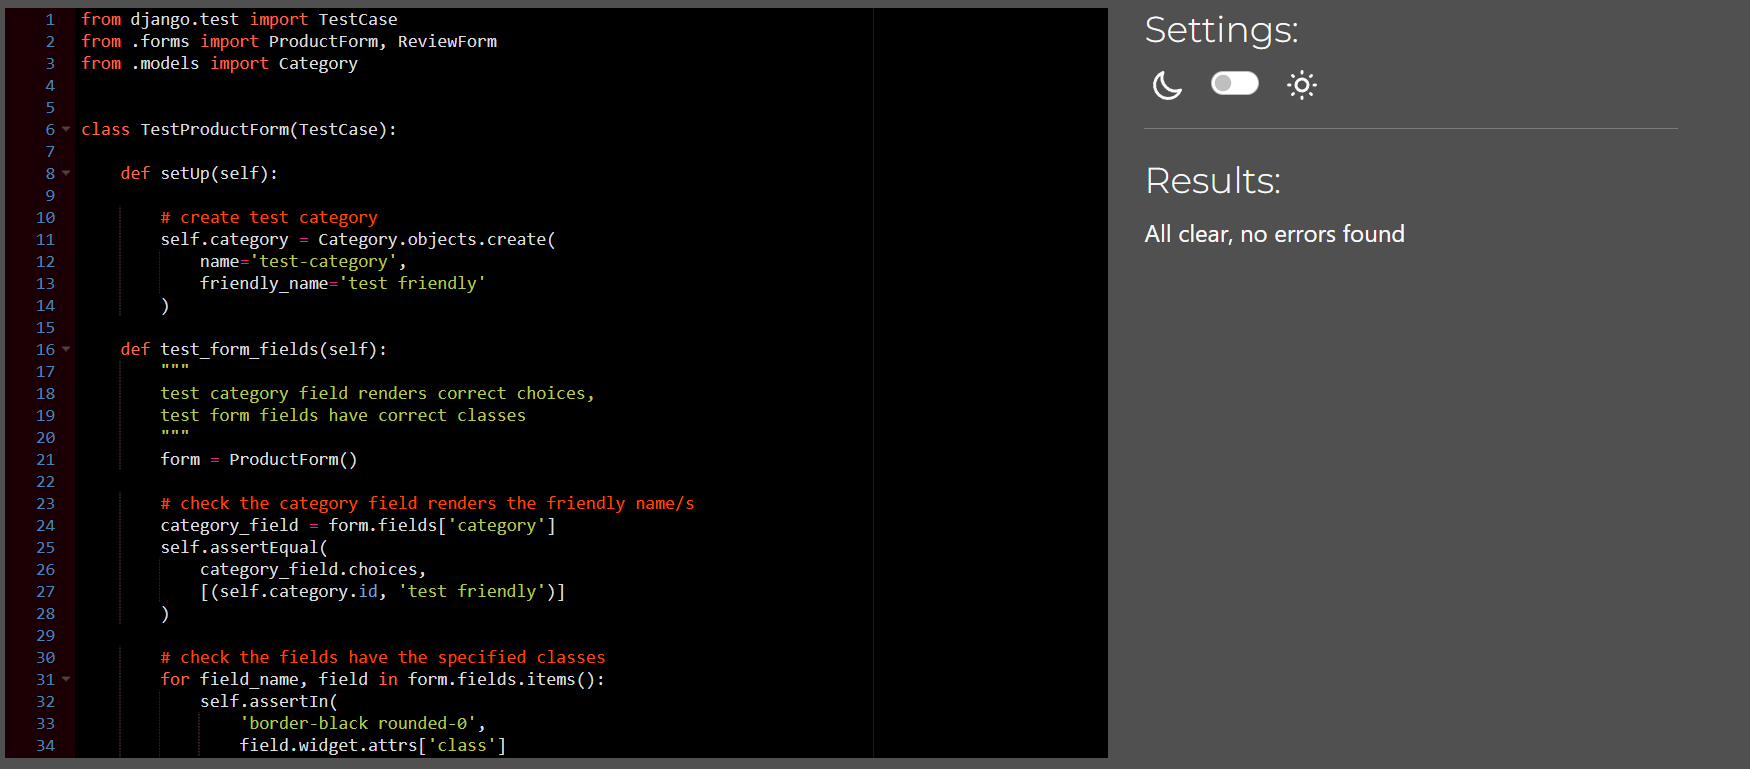 1 from django.test import TestCase
2 from .forms import ProductForm, ReviewForm
3 from .models import Category
4
5
6 class TestProductForm(TestCase):
7
8     def setUp(self):
9
10         # create test category
11         self.category = Category.objects.create(
12             name='test-category',
13             friendly_name='test friendly'
14         )
15
16     def test_form_fields(self):
17         """
18         test category field renders correct choices,
19         test form fields have correct classes
20         """
21         form = ProductForm()
22
23         # check the category field renders the friendly name/s
24         category_field = form.fields['category']
25         self.assertEqual(
26             category_field.choices,
27             [(self.category.id, 'test friendly')]
28         )
29
30         # check the fields have the specified classes
31         for field_name, field in form.fields.items():
32             self.assertIn(
33                 'border-black rounded-0',
34                 field.widget.attrs['class']
Settings:
Results:
All clear, no errors found